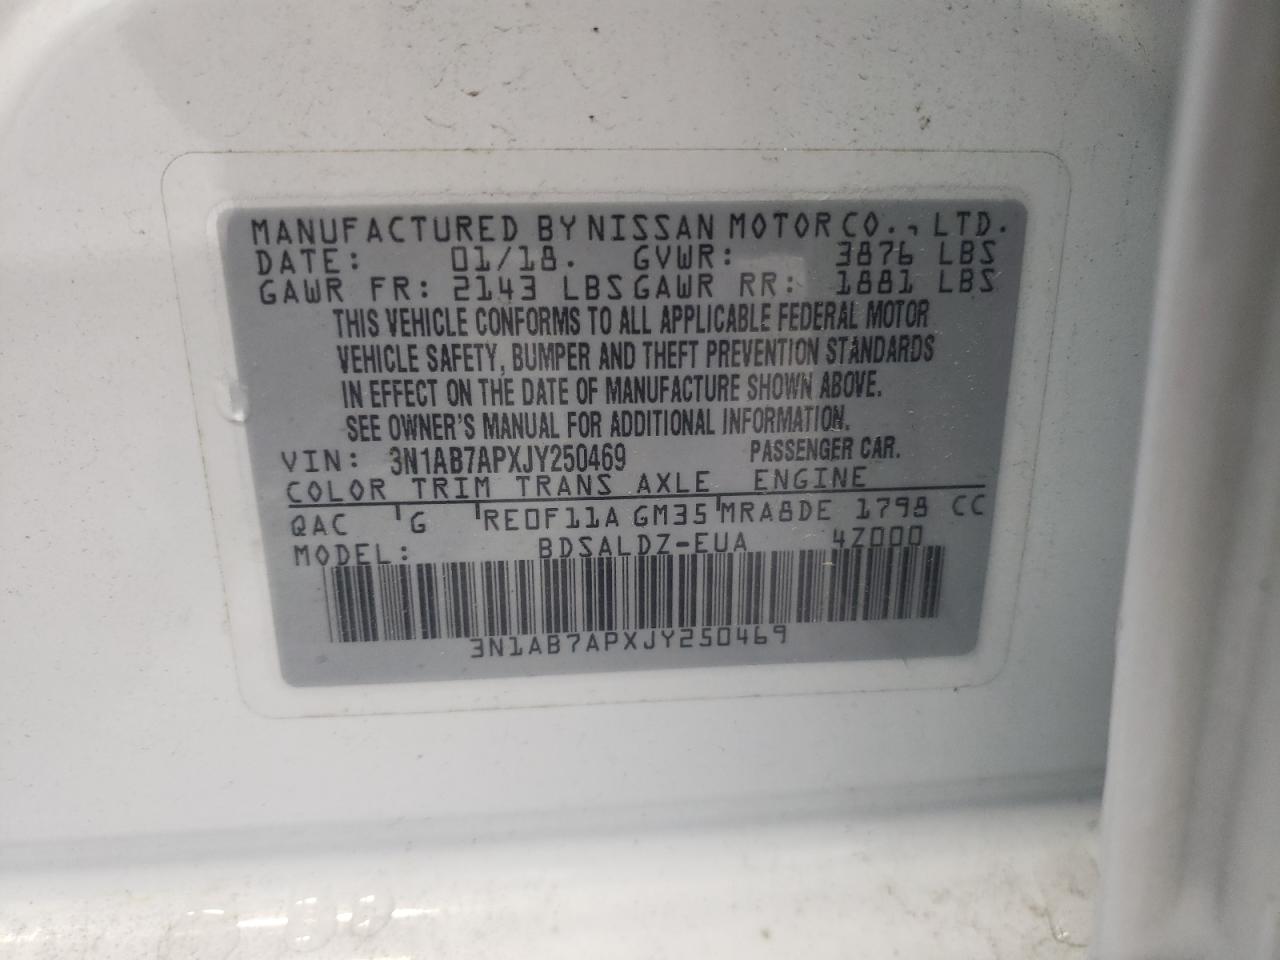 MANUFACTURED BY NISSAN MOTOR CO., LTD.
DATE: 01/18. GVWR: 3876 LBS
GAWR FR: 2143 LBS GAWR RR: 1881 LBS
THIS VEHICLE CONFORMS TO ALL APPLICABLE FEDERAL MOTOR
VEHICLE SAFETY, BUMPER AND THEFT PREVENTION STANDARDS
IN EFFECT ON THE DATE OF MANUFACTURE SHOWN ABOVE.
SEE OWNER'S MANUAL FOR ADDITIONAL INFORMATION.
VIN: 3N1AB7APXJY250469 PASSENGER CAR.
COLOR TRIM TRANS AXLE ENGINE
QAC G RE0F11A GM35 MRA8DE 1798 CC
MODEL: BDSALDZ-EUA 4Z000
3N1AB7APXJY250469